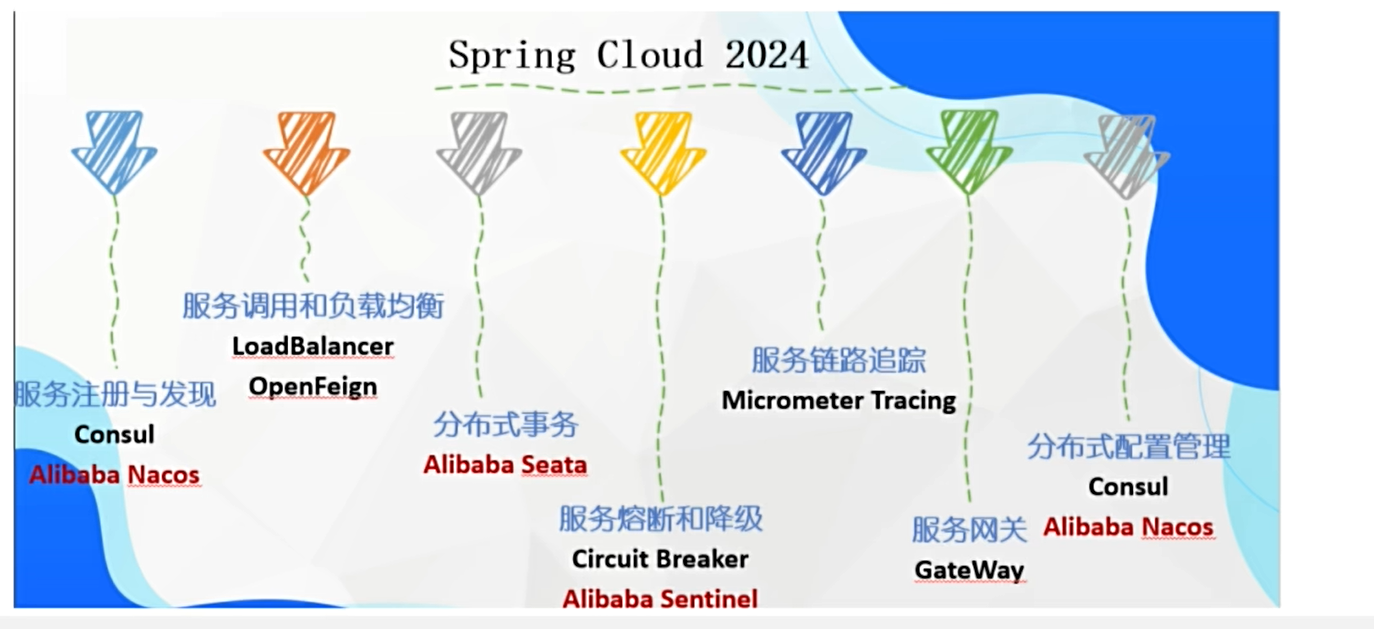 Spring Cloud 2024
服务注册与发现
Consul
Alibaba Nacos
服务调用和负载均衡
LoadBalancer
OpenFeign
分布式事务
Alibaba Seata
服务熔断和降级
Circuit Breaker
Alibaba Sentinel
服务链路追踪
Micrometer Tracing
服务网关
GateWay
分布式配置管理
Consul
Alibaba Nacos